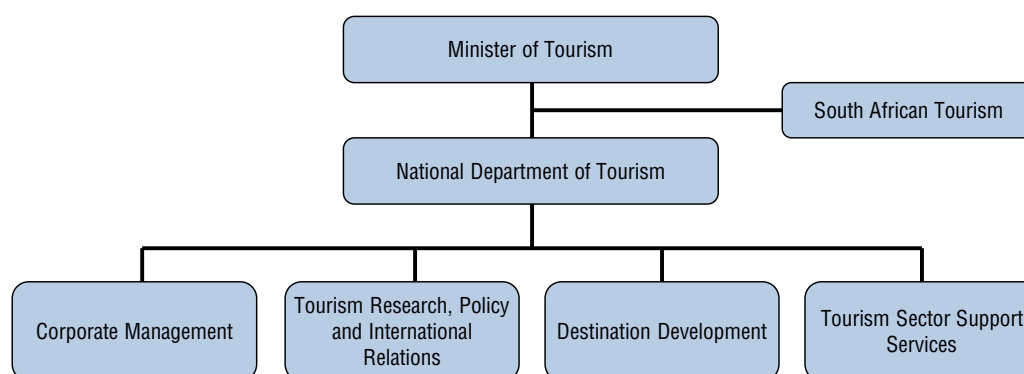 Minister of Tourism
South African Tourism
National Department of Tourism
Corporate Management
Tourism Research, Policy
and International
Relations
Destination Development
Tourism Sector Support
Services